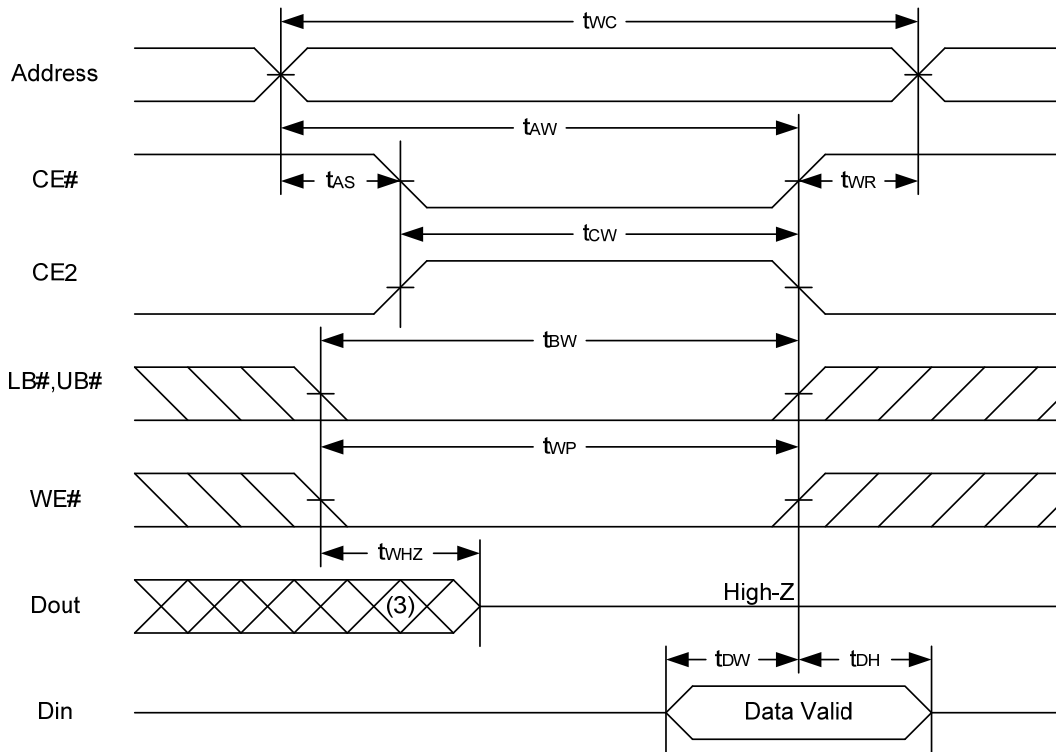 tWC
Address
tAW
CE#
tAS
tWR
tCW
CE2
tBW
LB#,UB#
tWP
WE#
tWHZ
Dout
(3)
High-Z
tDW
tDH
Din
Data Valid